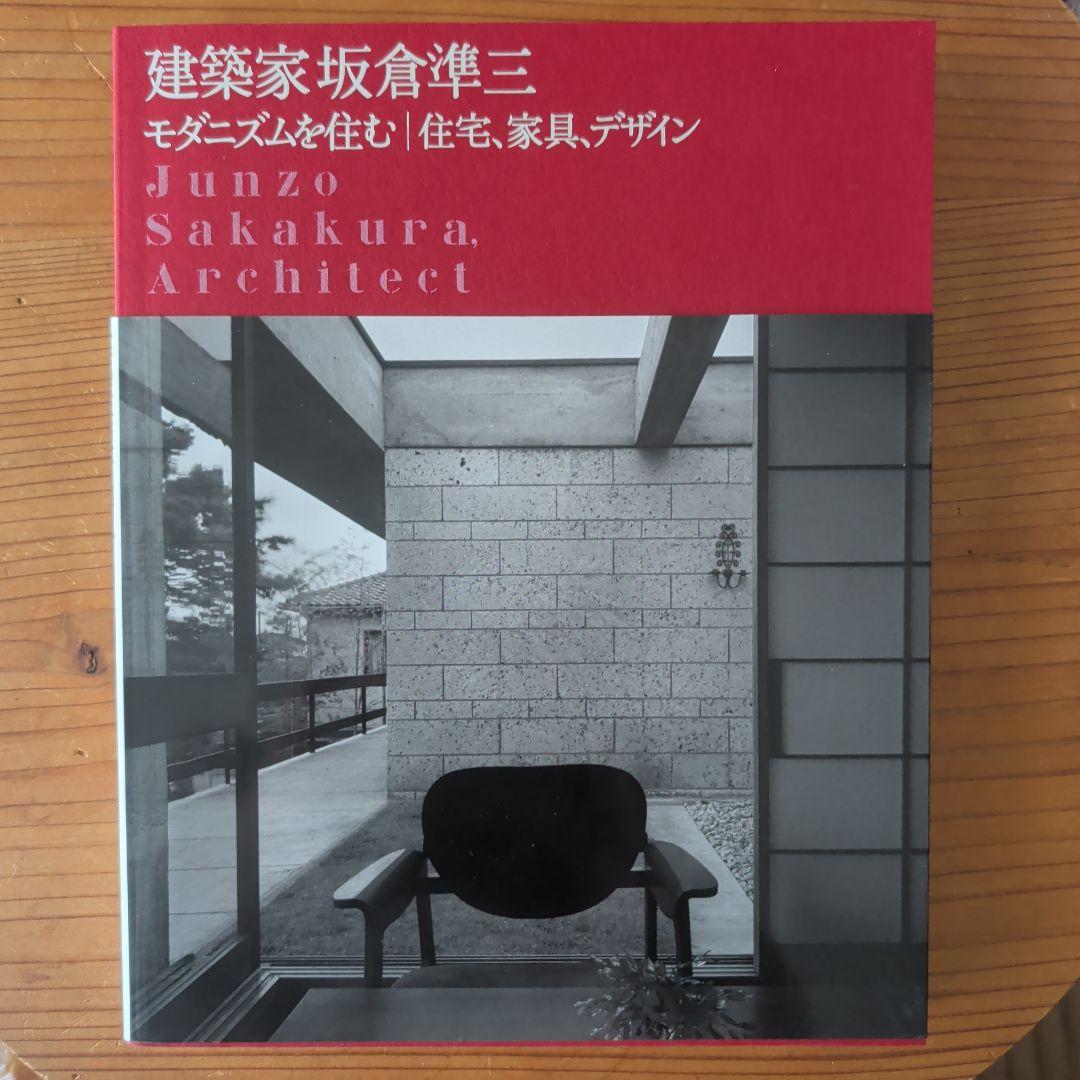 建築家 坂倉準三
モダニズムを住む|住宅、家具、デザイン
Junzo
Sakakura,
Architect